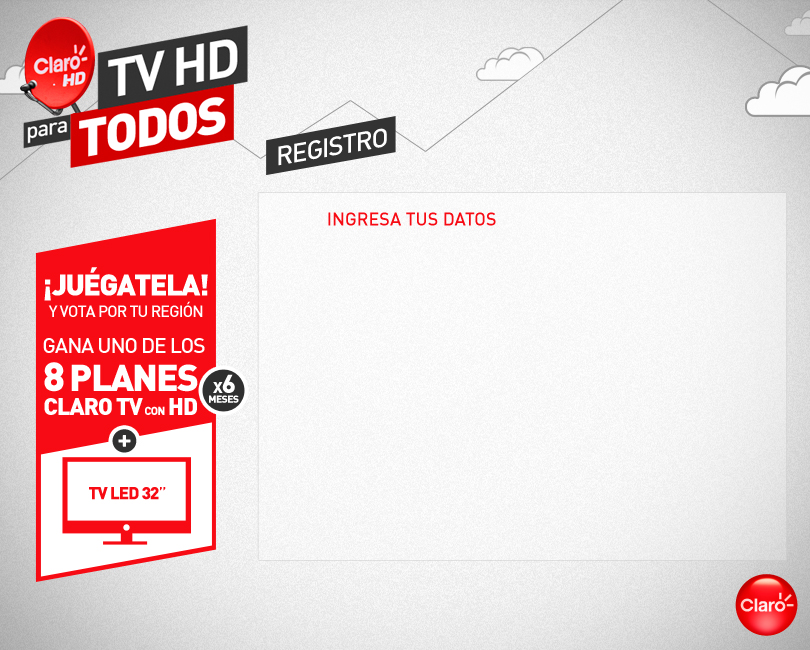 Claro HD
TV HD
para TODOS
REGISTRO
INGRESA TUS DATOS
¡JUÉGATELA!
Y VOTA POR TU REGIÓN
GANA UNO DE LOS
8 PLANES
CLARO TV CON HD
x6
MESES
+
TV LED 32”
Claro